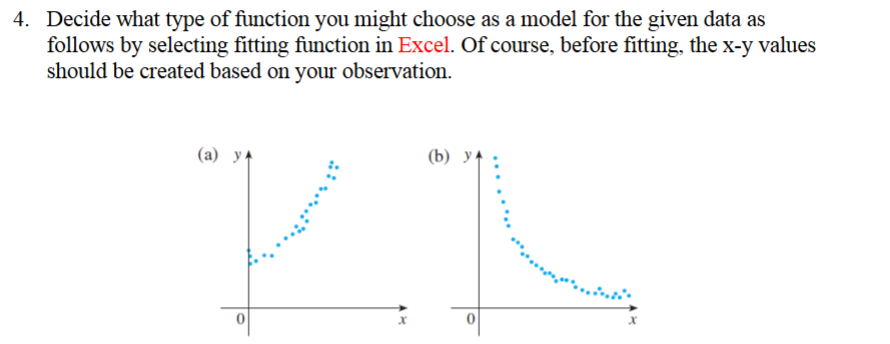 4. Decide what type of function you might choose as a model for the given data as
follows by selecting fitting function in Excel. Of course, before fitting, the x-y values
should be created based on your observation.
(a) y
(b) y
0 x
0 x